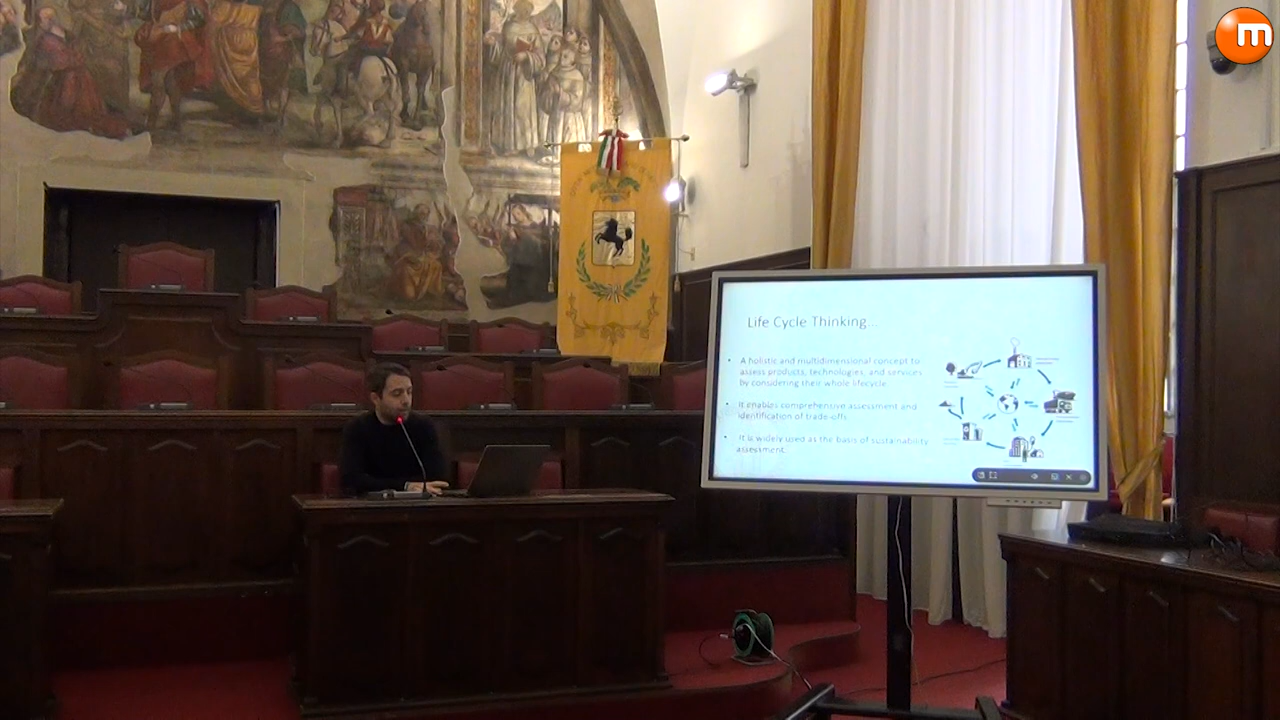 m
Life Cycle Thinking...
• A holistic and multidimensional concept to
assess products, technologies, and services
by considering their whole lifecycle.
• It enables comprehensive assessment and
identification of trade-offs.
• It is widely used as the basis of sustainability
assessment.